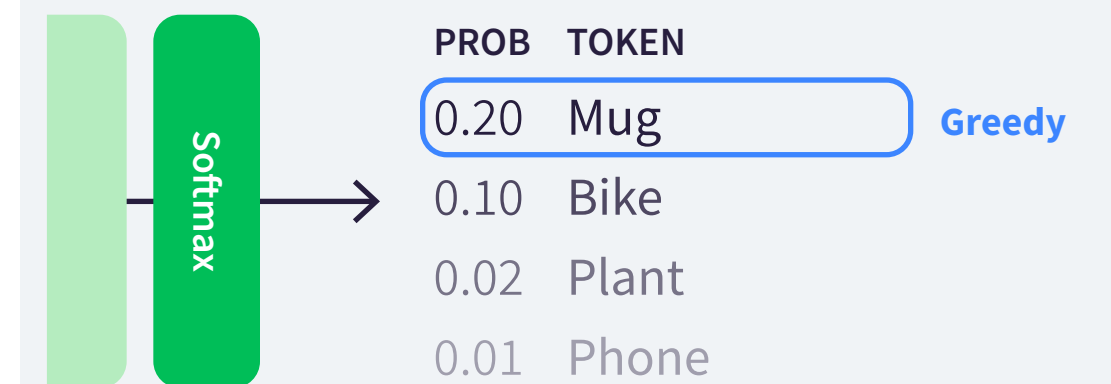 Softmax
PROB TOKEN
0.20 Mug
Greedy
0.10 Bike
0.02 Plant
0.01 Phone